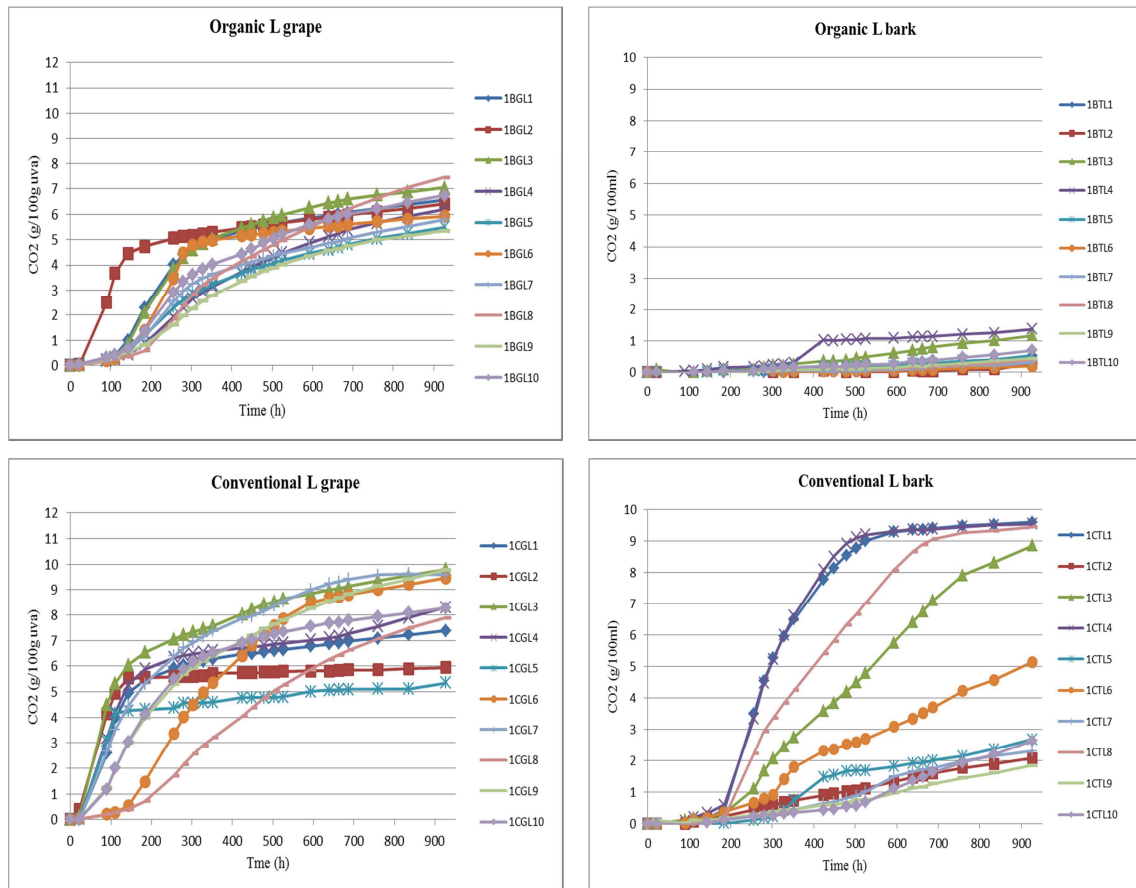 Organic L grape
CO2 (g/100g uva)
12
11
10
9
8
7
6
5
4
3
2
1
0
0 100 200 300 400 500 600 700 800 900
Time (h)
1BGL1
1BGL2
1BGL3
1BGL4
1BGL5
1BGL6
1BGL7
1BGL8
1BGL9
1BGL10
Organic L bark
CO2 (g/100ml)
10
9
8
7
6
5
4
3
2
1
0
0 100 200 300 400 500 600 700 800 900
Time (h)
1BTL1
1BTL2
1BTL3
1BTL4
1BTL5
1BTL6
1BTL7
1BTL8
1BTL9
1BTL10
Conventional L grape
CO2 (g/100g uva)
12
11
10
9
8
7
6
5
4
3
2
1
0
0 100 200 300 400 500 600 700 800 900
Tme (h)
1CGL1
1CGL2
1CGL3
1CGL4
1CGL5
1CGL6
1CGL7
1CGL8
1CGL9
1CGL10
Conventional L bark
CO2 (g/100ml)
10
9
8
7
6
5
4
3
2
1
0
0 100 200 300 400 500 600 700 800 900
Time (h)
1CTL1
1CTL2
1CTL3
1CTL4
1CTL5
1CTL6
1CTL7
1CTL8
1CTL9
1CTL10